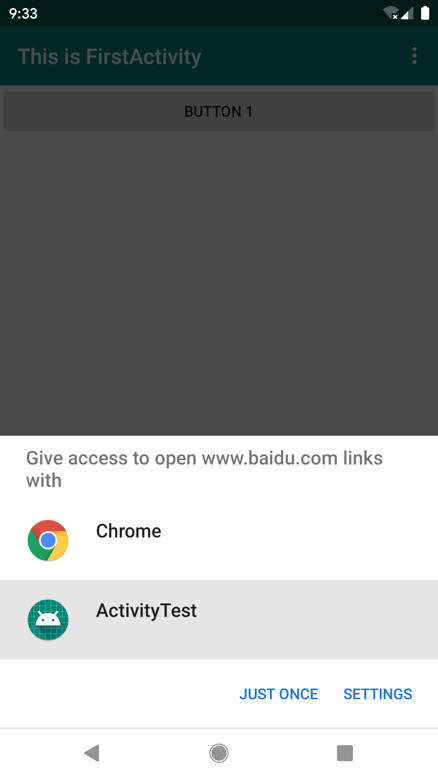 9:33
This is FirstActivity
BUTTON 1
Give access to open www.baidu.com links
with
Chrome
ActivityTest
JUST ONCE SETTINGS